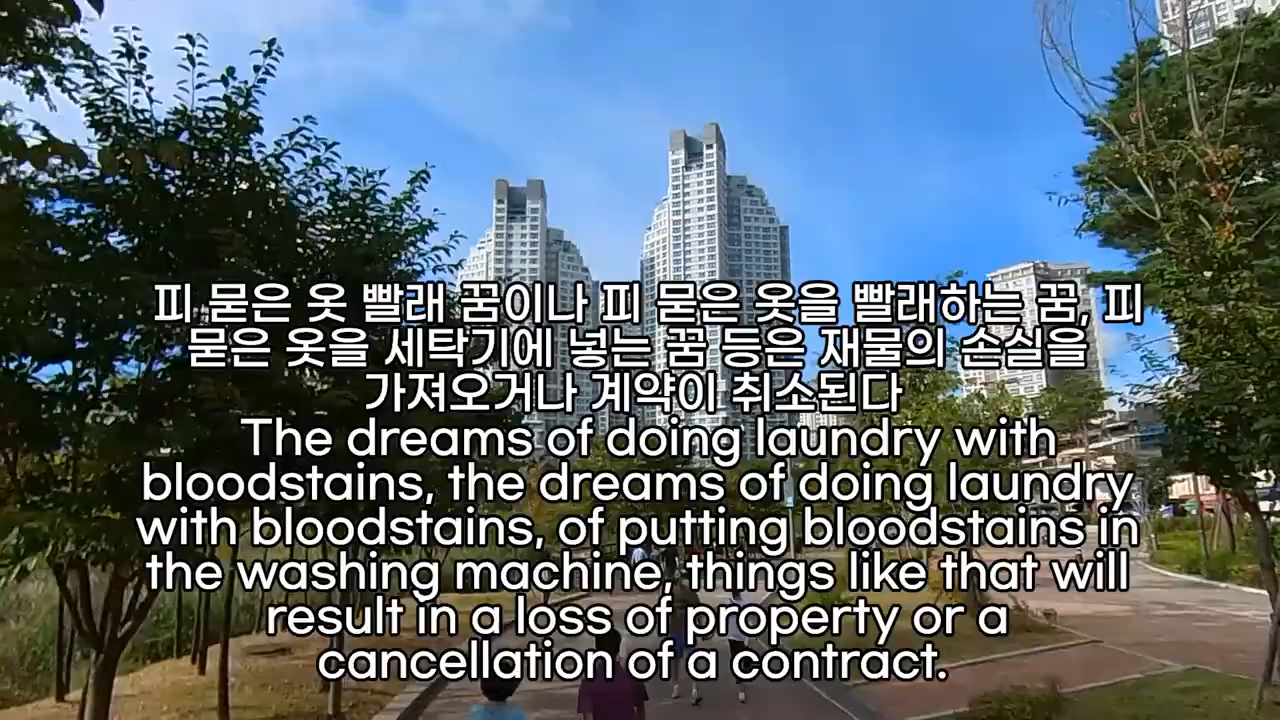 피 묻은 옷 빨래 꿈이나 피 묻은 옷을 빨래하는 꿈, 피
묻은 옷을 세탁기에 넣는 꿈 등은 재물의 손실을
가져오거나 계약이 취소된다
The dreams of doing laundry with
bloodstains, the dreams of doing laundry
with bloodstains, of putting bloodstains in
the washing machine, things like that will
result in a loss of property or a
cancellation of a contract.